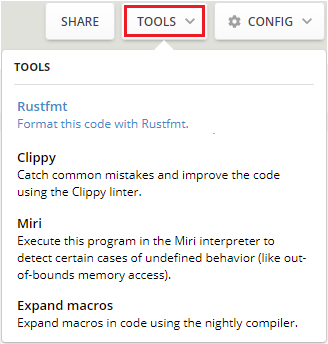 SHARE TOOLS CONFIG
TOOLS
Rustfmt
Format this code with Rustfmt.
Clippy
Catch common mistakes and improve the code
using the Clippy linter.
Miri
Execute this program in the Miri interpreter to
detect certain cases of undefined behavior (like out-
of-bounds memory access).
Expand macros
Expand macros in code using the nightly compiler.